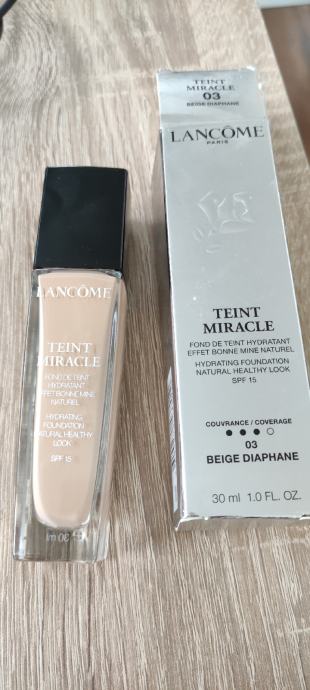 TEINT
MIRACLE
03
BEIGE DIAPHANE
LANCÔME
PARIS
TEINT
MIRACLE
FOND DE TEINT HYDRATANT
EFFET BONNE MINE NATUREL
HYDRATING FOUNDATION
NATURAL HEALTHY LOOK
SPF 15
COUVRANCE / COVERAGE
03
BEIGE DIAPHANE
30 ml 1.0 FL. OZ.
LANCÔME
TEINT
MIRACLE
FOND DE TEINT
HYDRATANT
EFFET BONNE MINE
NATUREL
HYDRATING
FOUNDATION
NATURAL HEALTHY
LOOK
SPF 15
30 ml